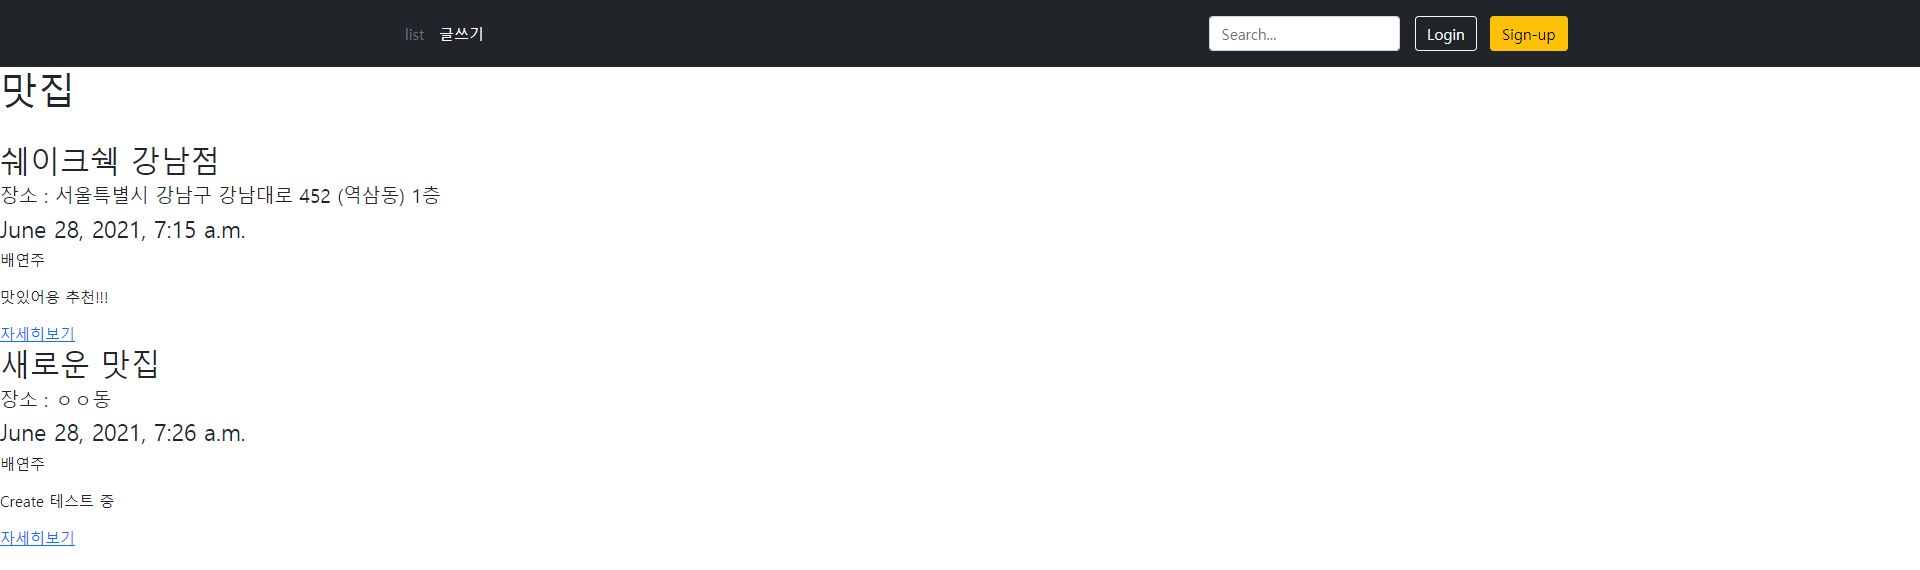 list 글쓰기 Search... Login Sign-up
맛집
쉐이크쉑 강남점
장소 : 서울특별시 강남구 강남대로 452 (역삼동) 1층
June 28, 2021, 7:15 a.m.
배연주
맛있어용 추천!!!
자세히보기
새로운 맛집
장소 : ㅇㅇ동
June 28, 2021, 7:26 a.m.
배연주
Create 테스트 중
자세히보기